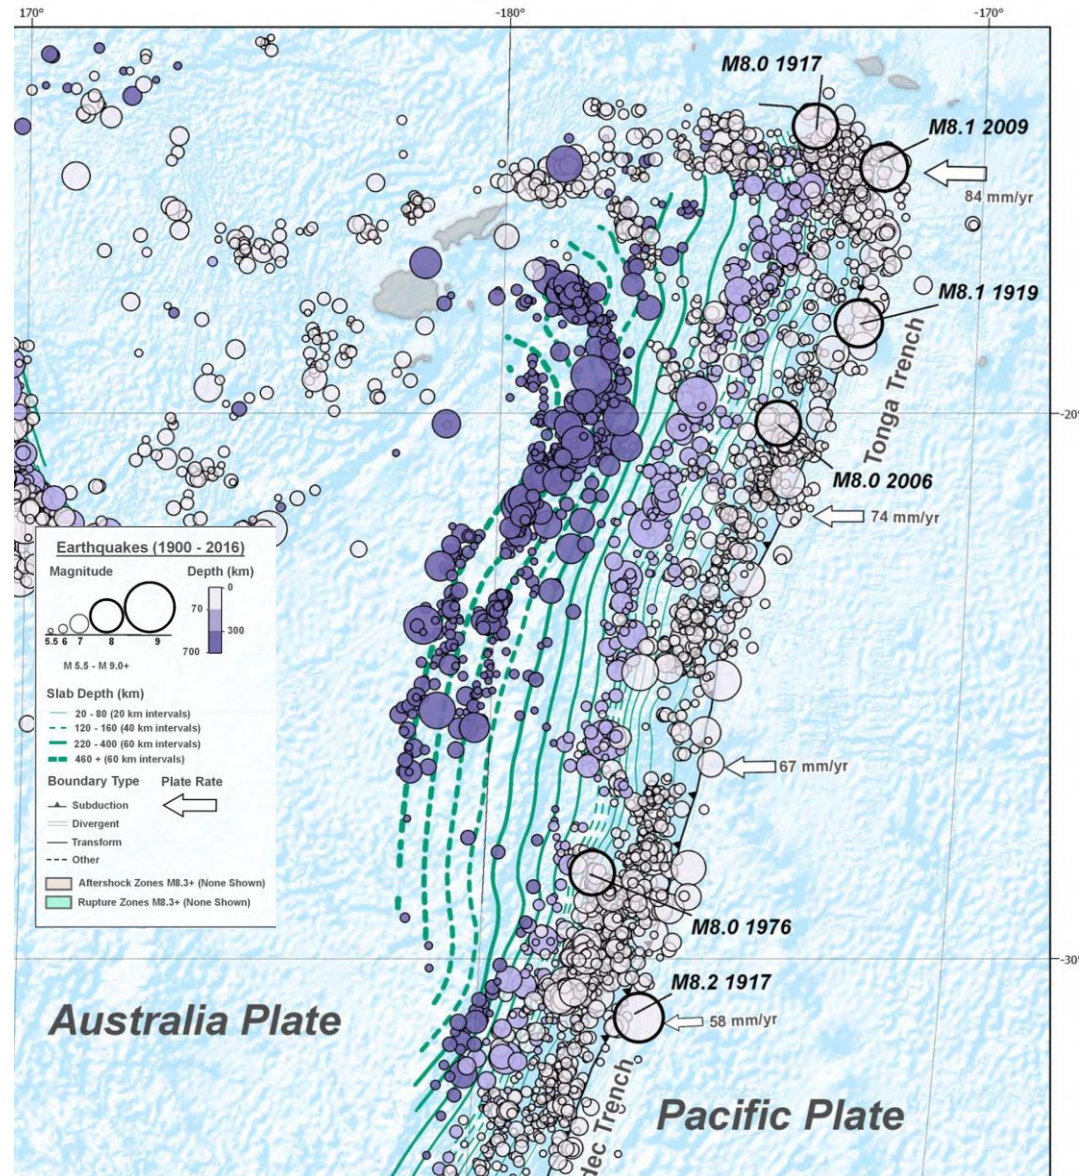 170°
-180°
-170°
M8.0 1917
M8.1 2009
84 mm/yr
M8.1 1919
Tonga Trench
-20°
M8.0 2006
74 mm/yr
Earthquakes (1900 - 2016)
Magnitude
Depth (km)
0
70
300
700
5.5 6 7 8 9
M 5.5 - M 9.0+
Slab Depth (km)
20 - 80 (20 km intervals)
120 - 160 (40 km intervals)
220 - 400 (60 km intervals)
460 + (60 km intervals)
Boundary Type
Plate Rate
Subduction
Divergent
Transform
Other
Aftershock Zones M8.3+ (None Shown)
Rupture Zones M8.3+ (None Shown)
67 mm/yr
M8.0 1976
-30°
M8.2 1917
58 mm/yr
Australia Plate
Pacific Plate
dec Trench